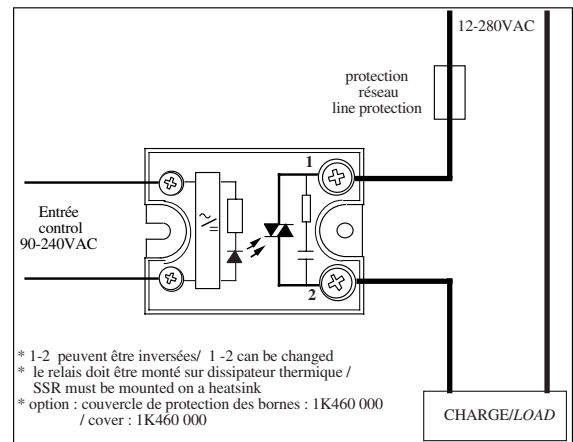 12-280VAC
protection
réseau
line protection
1
Entrée
control
90-240VAC
~/=
2
* 1-2 peuvent être inversées/ 1 -2 can be changed
* le relais doit être monté sur dissipateur thermique /
SSR must be mounted on a heatsink
* option : couvercle de protection des bornes : 1K460 000
/ cover : 1K460 000
CHARGE/LOAD